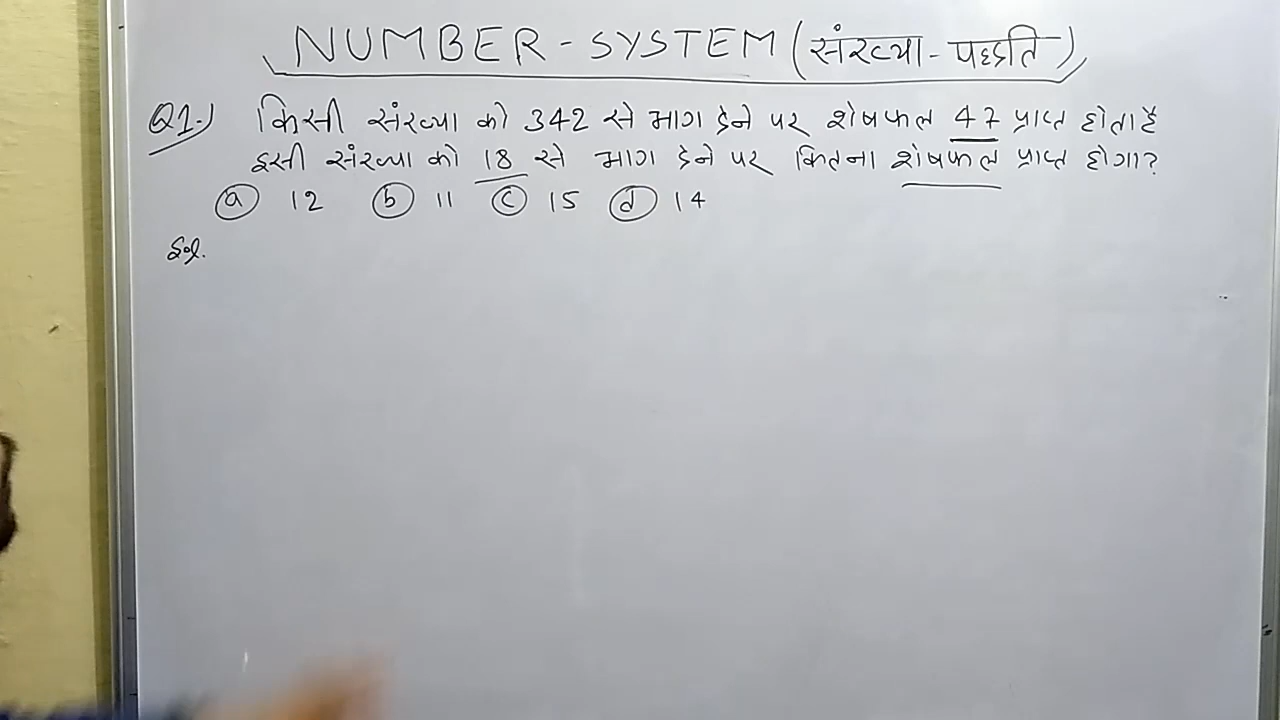 NUMBER-SYSTEM (संख्या-पद्धति)
Q1.) किसी संख्या को 342 से भाग देने पर शेषफल 47 प्राप्त होता है
इसी संख्या को 18 से भाग देने पर कितना शेषफल प्राप्त होगा?
(a) 12 (b) 11 (c) 15 (d) 14
Sol.